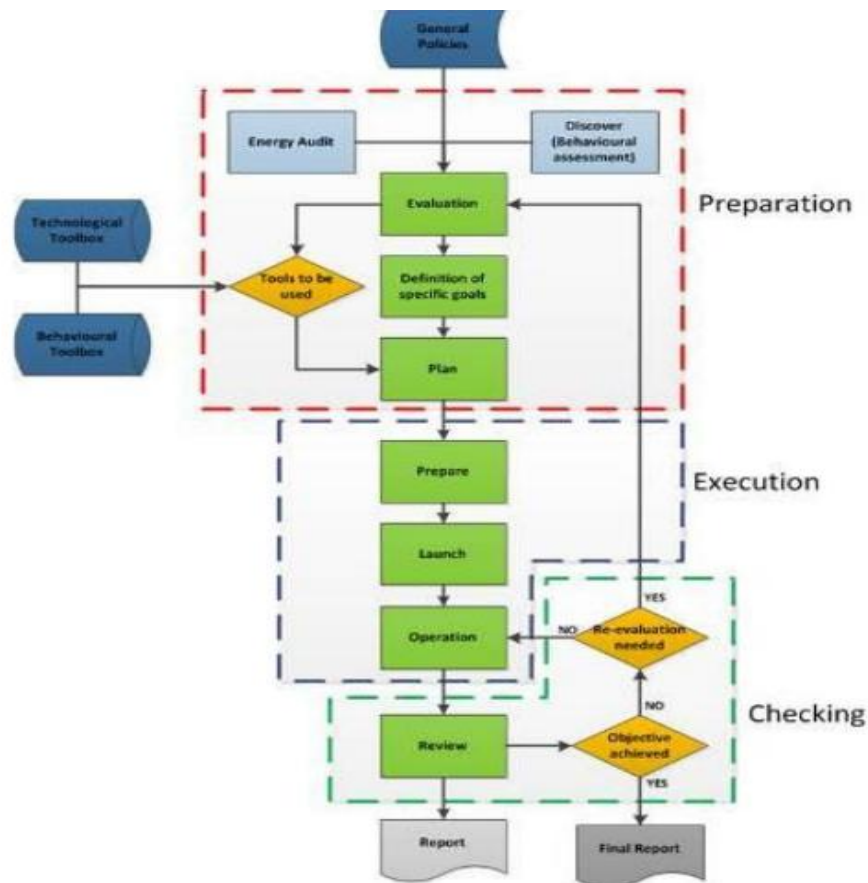 General
Policies
Energy Audit
Discover
(Behavioural
assessment)
Preparation
Evaluation
Technological
Toolbox
Tools to be
used
Definition of
specific goals
Behavioural
Toolbox
Plan
Prepare
Execution
Launch
YES
Operation
NO
Re-evaluation
needed
NO
Checking
Review
Objective
achieved
YES
Report
Final Report